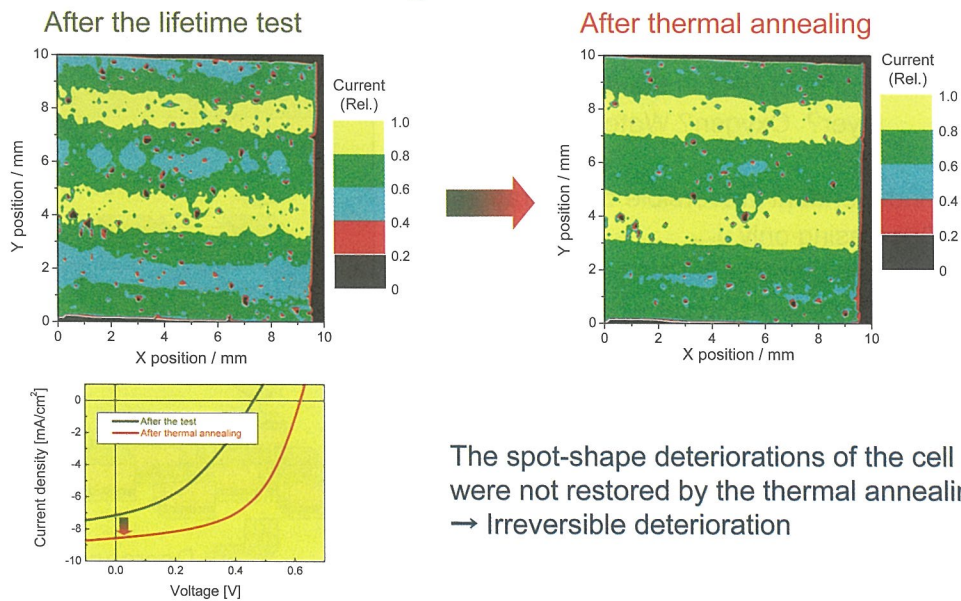 After the lifetime test
After thermal annealing
Current
(Rel.)
1.0
0.8
0.6
0.4
0.2
0
10
8
6
4
2
0
Y position / mm
0 2 4 6 8 10
X position / mm
Current
(Rel.)
1.0
0.8
0.6
0.4
0.2
0
10
8
6
4
2
0
Y position / mm
0 2 4 6 8 10
X position / mm
0
-2
-4
-6
-8
-10
Current density [mA/cm²]
After the test
After thermal annealing
0.0 0.2 0.4 0.6
Voltage [V]
The spot-shape deteriorations of the cell
were not restored by the thermal anneali
→ Irreversible deterioration